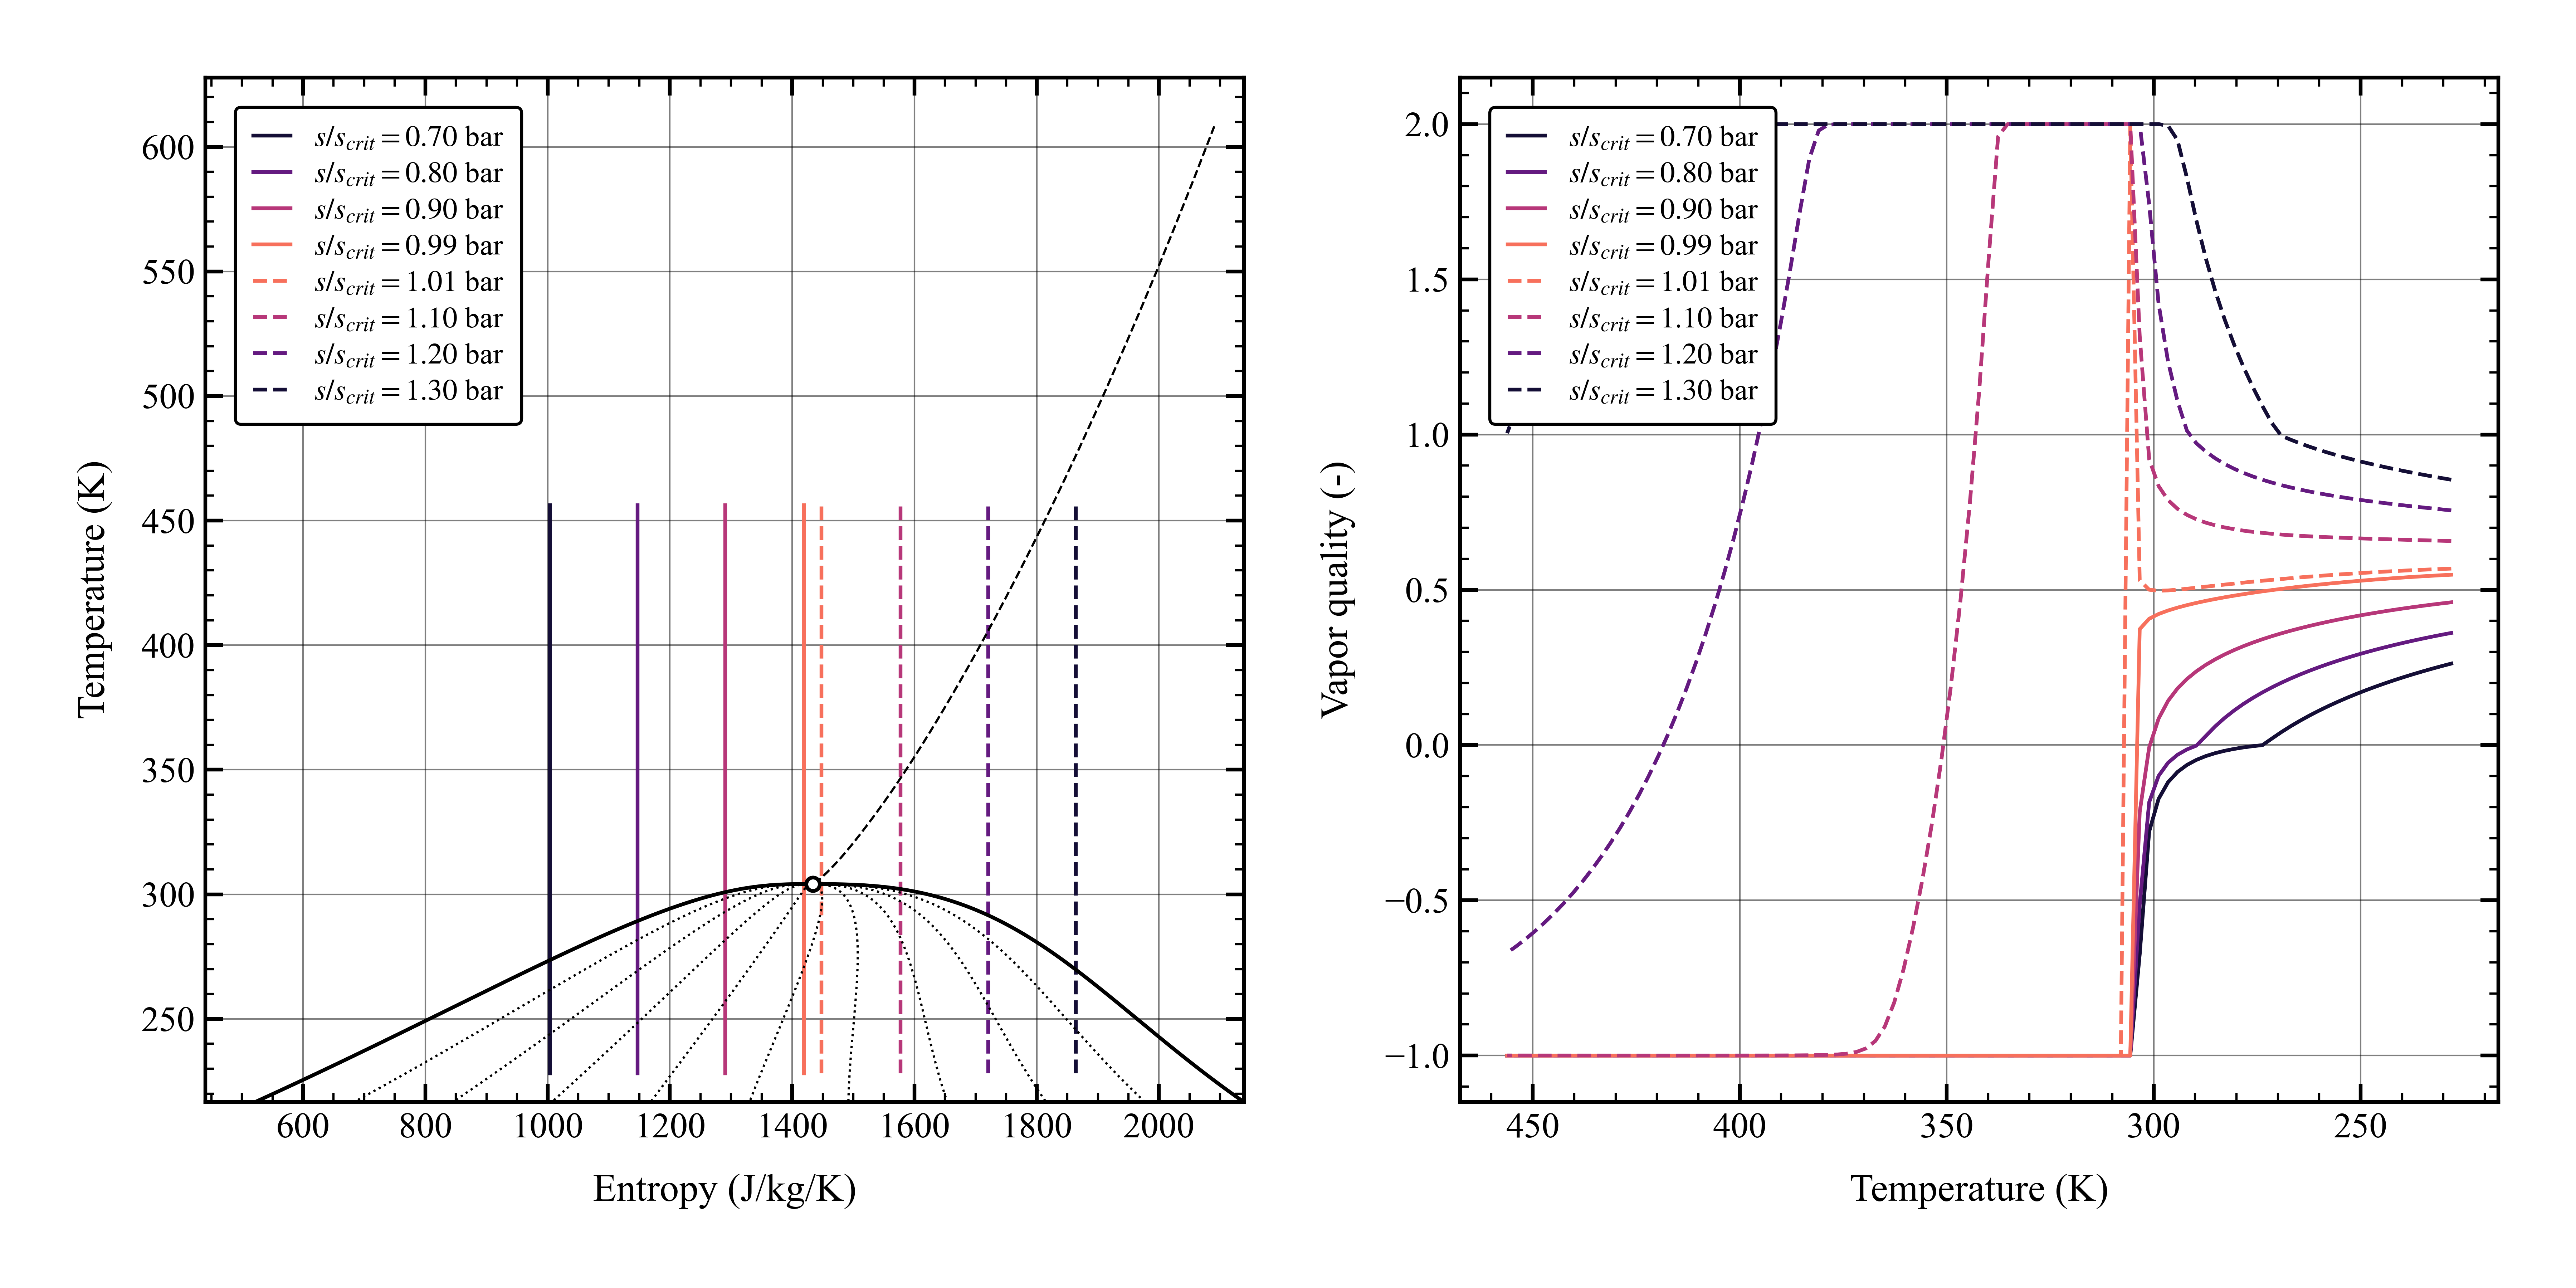 600
550
500
450
400
350
300
250
Temperature (K)
s/s_crit = 0.70 bar
s/s_crit = 0.80 bar
s/s_crit = 0.90 bar
s/s_crit = 0.99 bar
s/s_crit = 1.01 bar
s/s_crit = 1.10 bar
s/s_crit = 1.20 bar
s/s_crit = 1.30 bar
600 800 1000 1200 1400 1600 1800 2000
Entropy (J/kg/K)
2.0
1.5
1.0
0.5
0.0
−0.5
−1.0
Vapor quality (-)
s/s_crit = 0.70 bar
s/s_crit = 0.80 bar
s/s_crit = 0.90 bar
s/s_crit = 0.99 bar
s/s_crit = 1.01 bar
s/s_crit = 1.10 bar
s/s_crit = 1.20 bar
s/s_crit = 1.30 bar
450 400 350 300 250
Temperature (K)